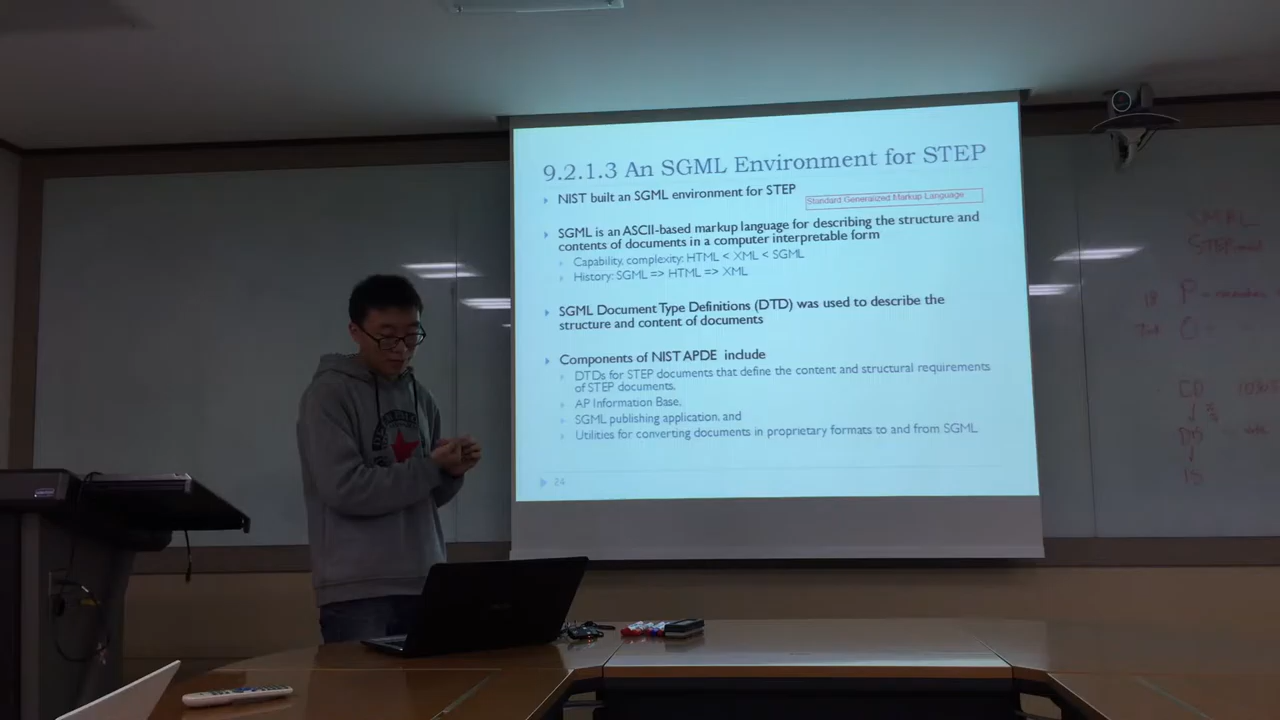 9.2.1.3 An SGML Environment for STEP
NIST built an SGML environment for STEP
Standard Generalized Markup Language
SGML is an ASCII-based markup language for describing the structure and
contents of documents in a computer interpretable form
Capability, complexity: HTML < XML < SGML
History: SGML => HTML => XML
SGML Document Type Definitions (DTD) was used to describe the
structure and content of documents
Components of NIST APDE include
DTDs for STEP documents that define the content and structural requirements
of STEP documents,
AP Information Base,
SGML publishing application, and
Utilities for converting documents in proprietary formats to and from SGML
24
STEP
P
CD
IS